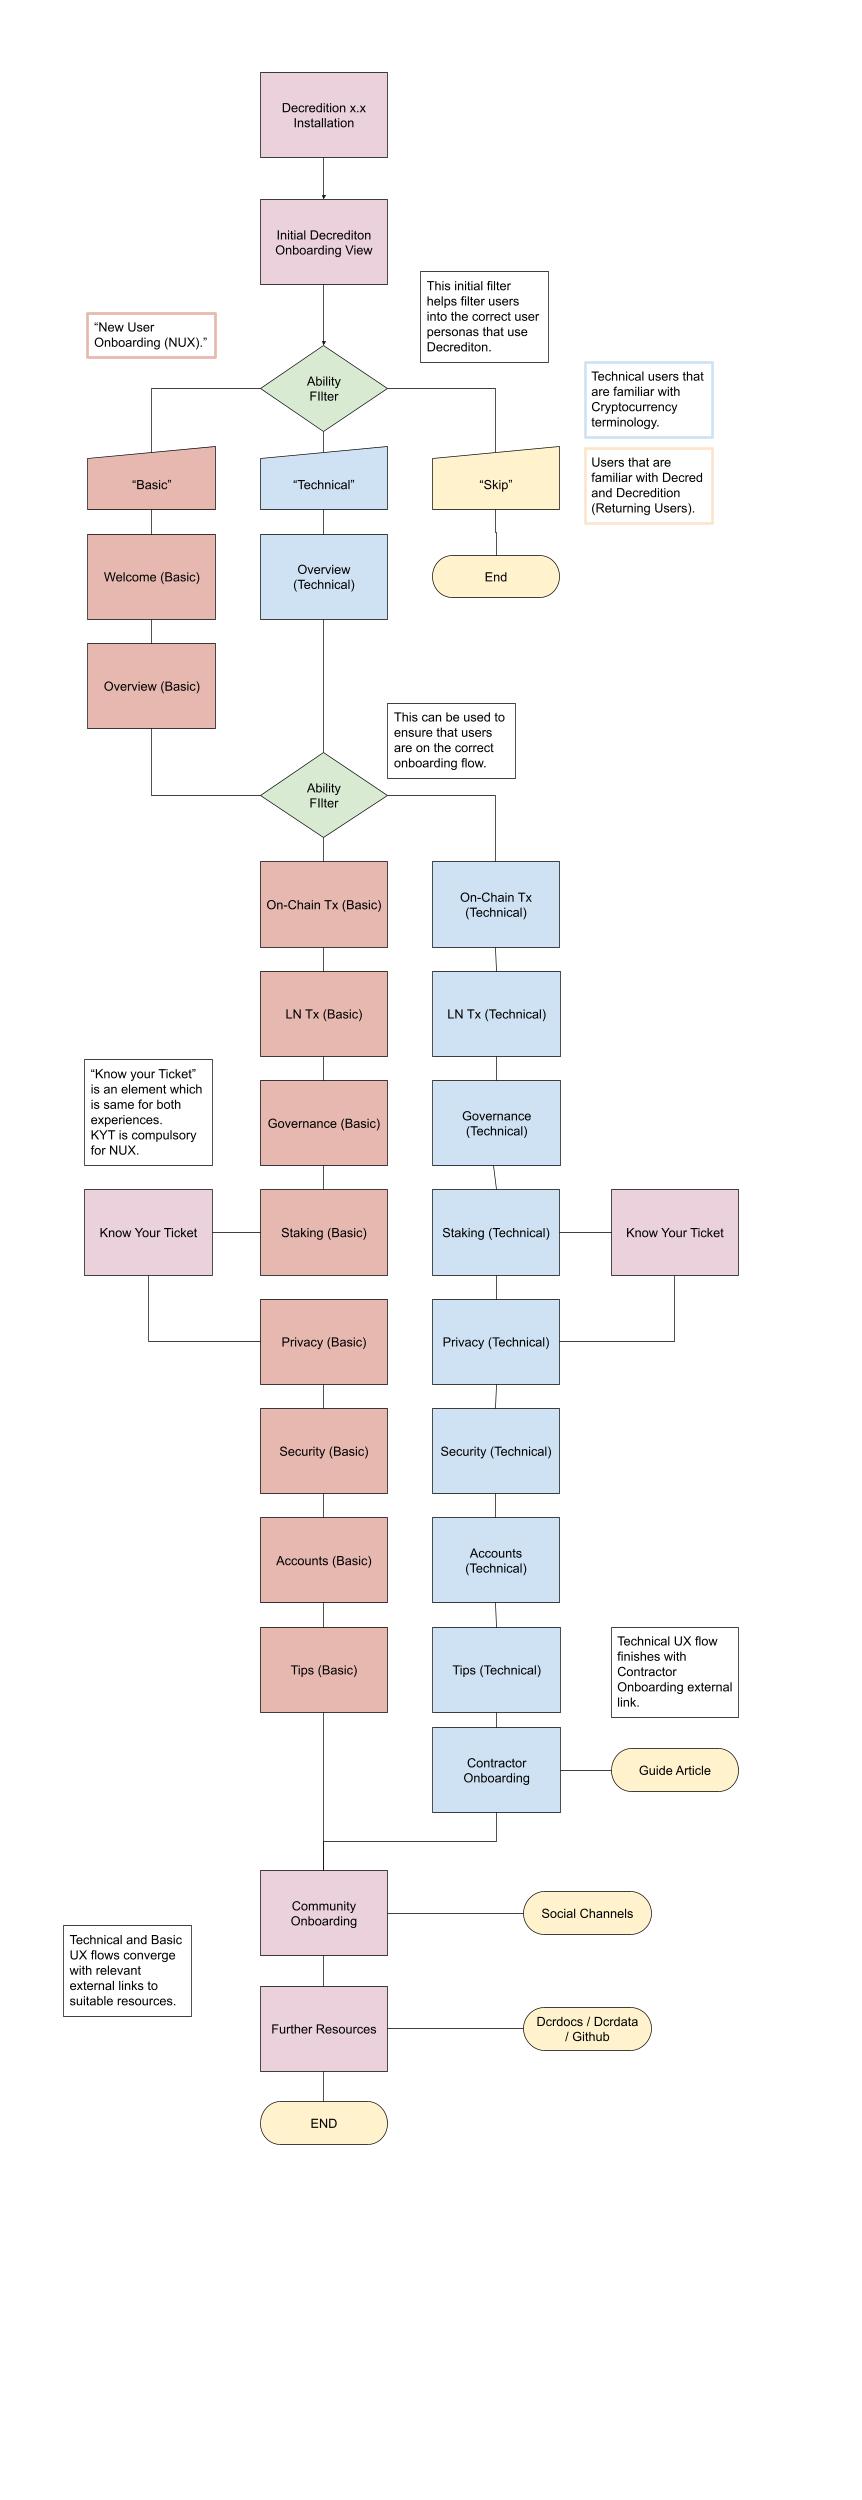 Decredition x.x
Installation
Initial Decrediton
Onboarding View
This initial filter
helps filter users
into the correct user
personas that use
Decrediton.
“New User
Onboarding (NUX).”
Ability
FIlter
Technical users that
are familiar with
Cryptocurrency
terminology.
Users that are
familiar with Decred
and Decredition
(Returning Users).
“Basic”
“Technical”
“Skip”
Welcome (Basic)
Overview
(Technical)
End
Overview (Basic)
This can be used to
ensure that users
are on the correct
onboarding flow.
Ability
FIlter
On-Chain Tx (Basic)
On-Chain Tx
(Technical)
LN Tx (Basic)
LN Tx (Technical)
“Know your Ticket”
is an element which
is same for both
experiences.
KYT is compulsory
for NUX.
Governance (Basic)
Governance
(Technical)
Know Your Ticket
Staking (Basic)
Staking (Technical)
Know Your Ticket
Privacy (Basic)
Privacy (Technical)
Security (Basic)
Security (Technical)
Accounts (Basic)
Accounts
(Technical)
Tips (Basic)
Tips (Technical)
Technical UX flow
finishes with
Contractor
Onboarding external
link.
Contractor
Onboarding
Guide Article
Community
Onboarding
Social Channels
Technical and Basic
UX flows converge
with relevant
external links to
suitable resources.
Further Resources
Dcrdocs / Dcrdata
/ Github
END